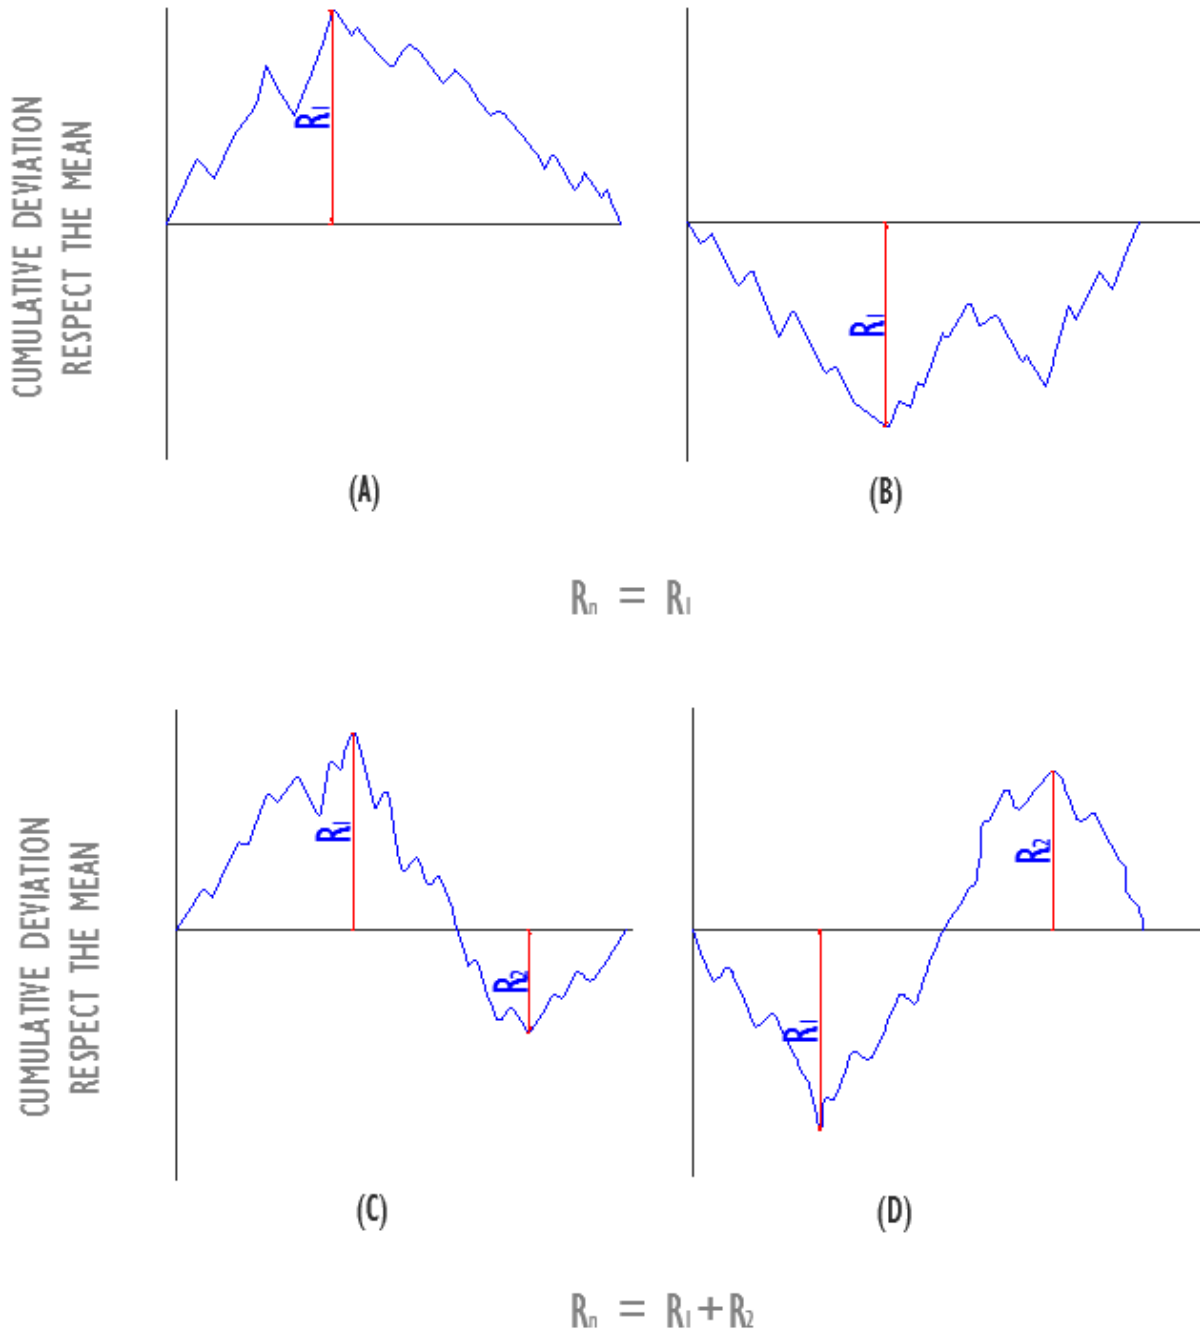 CUMULATIVE DEVIATION
RESPECT THE MEAN
R1
R1
(A)
(B)
Rn = R1
CUMULATIVE DEVIATION
RESPECT THE MEAN
R1
R2
R1
R2
(C)
(D)
Rn = R1+R2